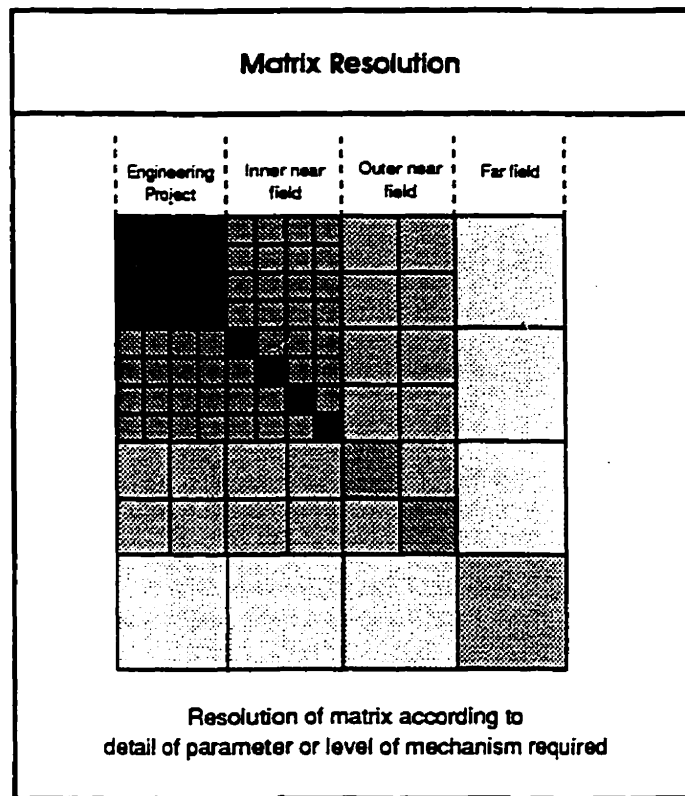 Matrix Resolution
Engineering Project
Inner near field
Outer near field
Far field
Resolution of matrix according to
detail of parameter or level of mechanism required